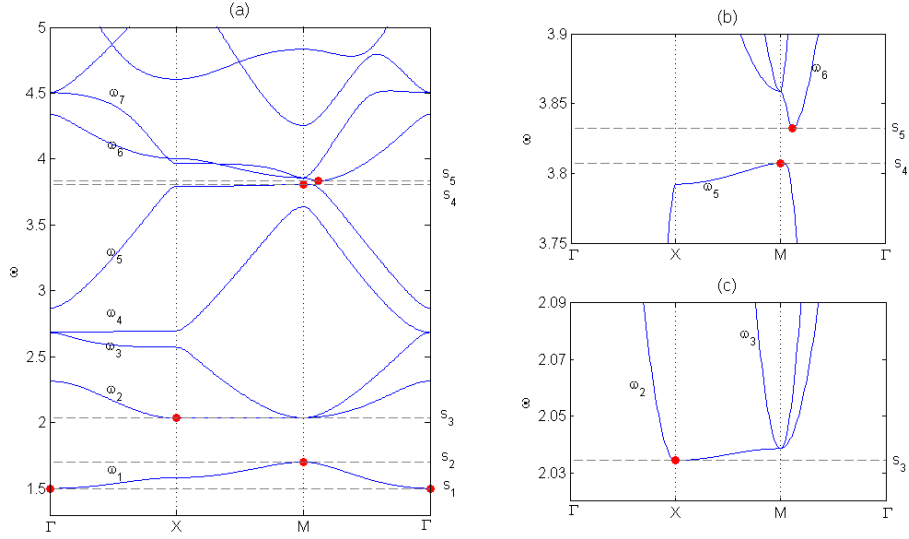 (a)
5
4.5
4
3.5
3
2.5
2
1.5
ω
ω₇
ω₆
ω₅
ω₄
ω₃
ω₂
ω₁
S₅
S₄
S₃
S₂
S₁
Γ X M Γ
(b)
3.9
3.85
3.8
3.75
ω
ω₆
ω₅
S₅
S₄
Γ X M Γ
(c)
2.09
2.07
2.05
2.03
ω
ω₂
ω₃
S₃
Γ X M Γ